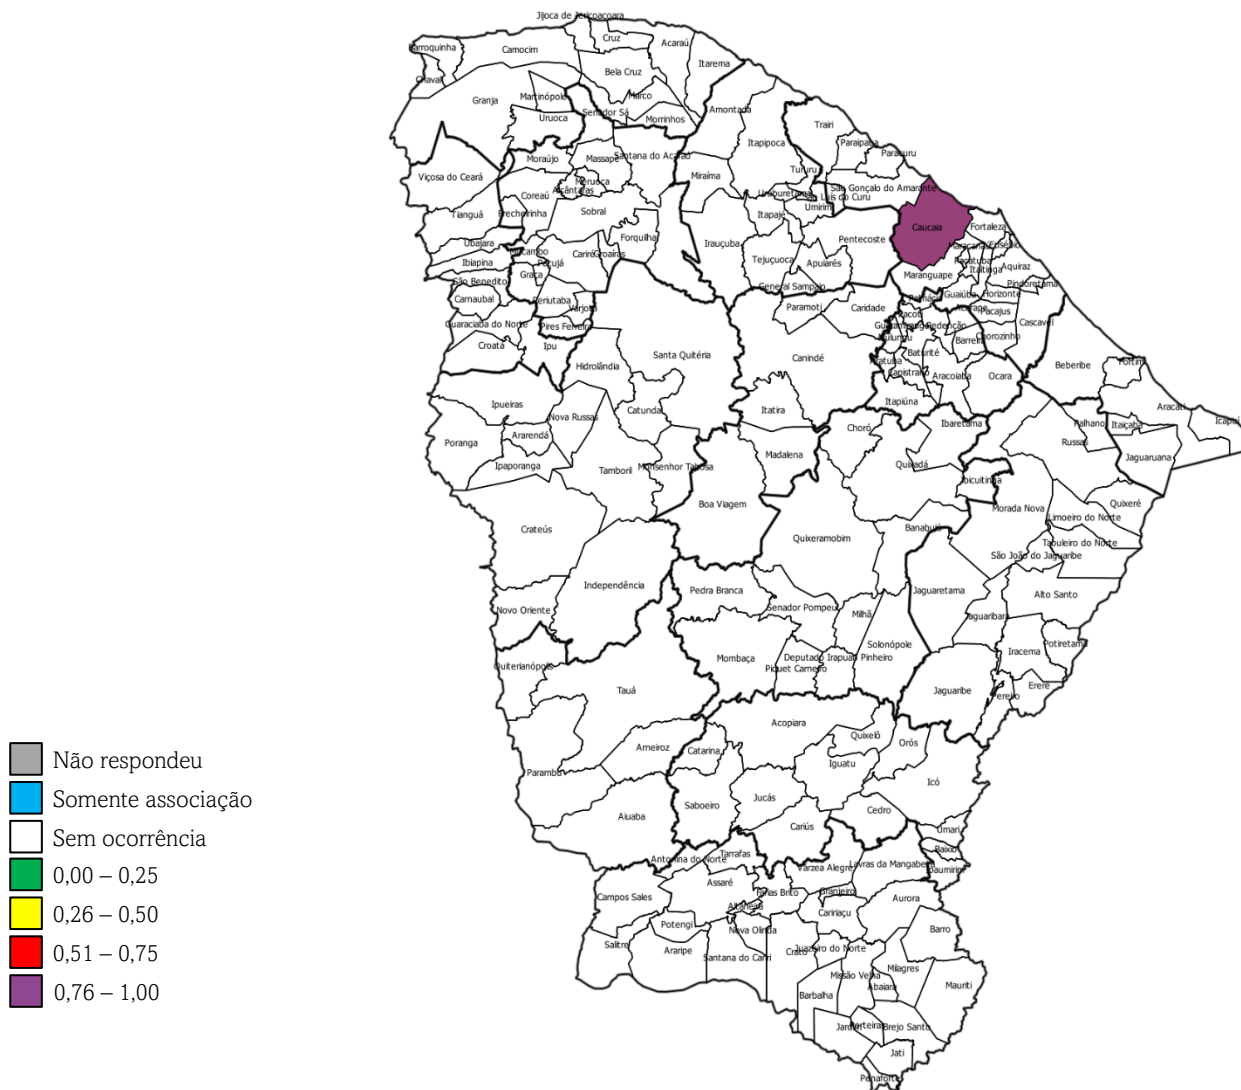 Jijoca de Jericoacoara
Cruz
Acaraú
Barroquinha
Camocim
Itarema
Chaval
Bela Cruz
Granja
Martinópole
Marco
Senador Sá
Uruoca
Morrinhos
Amontada
Trairi
Itapipoca
Paraipaba
Paracuru
Moraújo
Massapê
Santana do Acaraú
Viçosa do Ceará
Miraíma
Tururu
Meruoca
Alcântaras
Uruburetama
São Gonçalo do Amarante
São Luís do Curu
Coreaú
Frecheirinha
Sobral
Umirim
Tianguá
Itapajé
Caucaia
Fortaleza
Ubajara
Forquilha
Irauçuba
Pentecoste
Maracanaú
Eusébio
Mucambo
Cariré
Groaíras
Pacujá
Ibiapina
Tejuçuoca
Apuiarés
Pacatuba
Itaitinga
Aquiraz
São Benedito
Graça
General Sampaio
Maranguape
Pindoretama
Carnaubal
Reriutaba
Varjota
Paramoti
Caridade
Palmácia
Guaiúba
Horizonte
Acarape
Pacajus
Guaraciaba do Norte
Pires Ferreira
Pacoti
Guaramiranga
Redenção
Cascavel
Croatá
Ipu
Mulungu
Barreira
Chorozinho
Santa Quitéria
Canindé
Baturité
Aratuba
Hidrolândia
Capistrano
Aracoiaba
Ocara
Beberibe
Fortim
Ipueiras
Nova Russas
Catunda
Itatira
Itapiúna
Aracati
Icapuí
Ararendá
Choró
Ibaretama
Palhano
Itaiçaba
Poranga
Russas
Ipaporanga
Tamboril
Monsenhor Tabosa
Madalena
Quixadá
Jaguaruana
Ibicuitinga
Boa Viagem
Morada Nova
Quixeré
Limoeiro do Norte
Crateús
Banabuiú
Quixeramobim
Tabuleiro do Norte
São João do Jaguaribe
Independência
Pedra Branca
Jaguaretama
Alto Santo
Novo Oriente
Senador Pompeu
Milhã
Jaguaribara
Solonópole
Potiretama
Mombaça
Deputado Irapuan Pinheiro
Iracema
Piquet Carneiro
Quiterianópolis
Tauá
Jaguaribe
Ereré
Pereiro
Acopiara
Quixelô
Orós
Arneiroz
Catarina
Não respondeu
Parambu
Iguatu
Icó
Somente associação
Saboeiro
Jucás
Aiuaba
Cedro
Cariús
Sem ocorrência
Umari
Baixio
Antonina do Norte
Tarrafas
Várzea Alegre
Lavras da Mangabeira
Ipaumirim
0,00 – 0,25
Assaré
Campos Sales
Farias Brito
Granjeiro
Aurora
Altaneira
Caririaçu
0,26 – 0,50
Potengi
Nova Olinda
Barro
Salitre
Araripe
Santana do Cariri
Crato
Juazeiro do Norte
0,51 – 0,75
Missão Velha
Milagres
Abaiara
Mauriti
0,76 – 1,00
Barbalha
Jardim
Porteiras
Brejo Santo
Jati
Penaforte